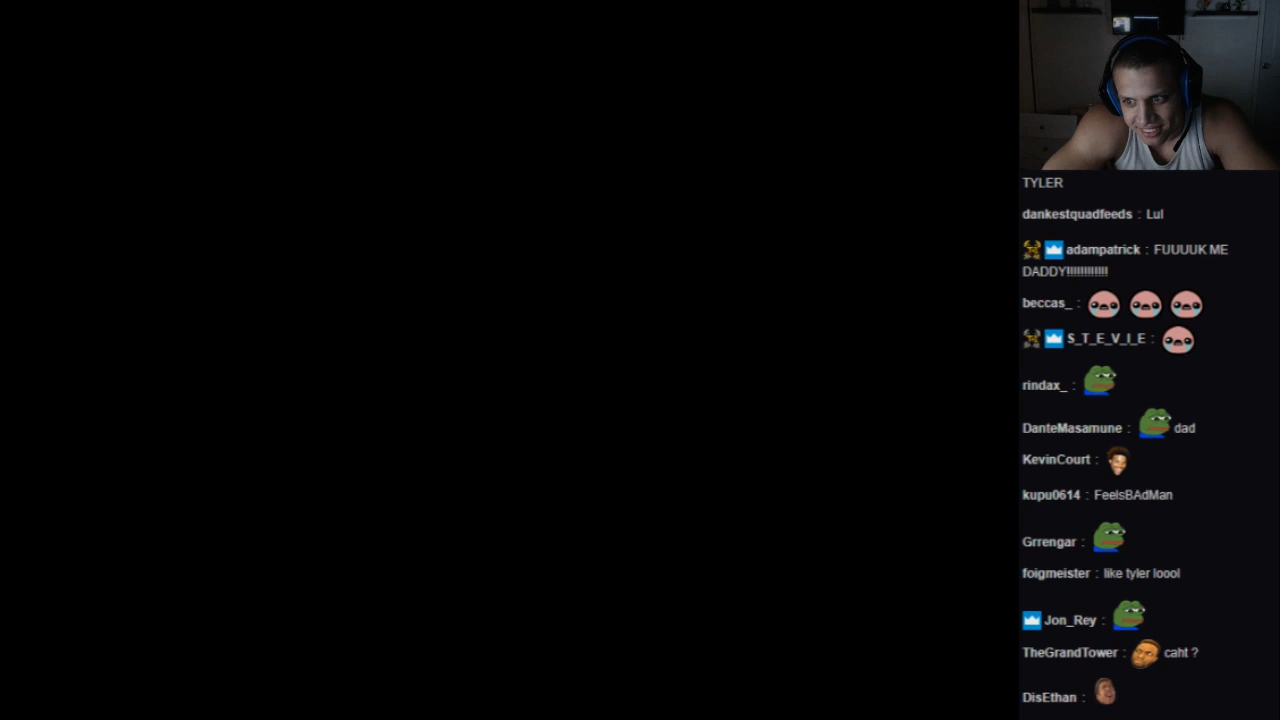 TYLER
dankestquadfeeds : Lul
adampatrick : FUUUUK ME
DADDY!!!!!!!!!!!!!
beccas_ :
S_T_E_V_I_E :
rindax_ :
DanteMasamune : dad
KevinCourt :
kupu0614 : FeelsBAdMan
Grrengar :
foigmeister : like tyler loool
Jon_Rey :
TheGrandTower : caht ?
DisEthan :